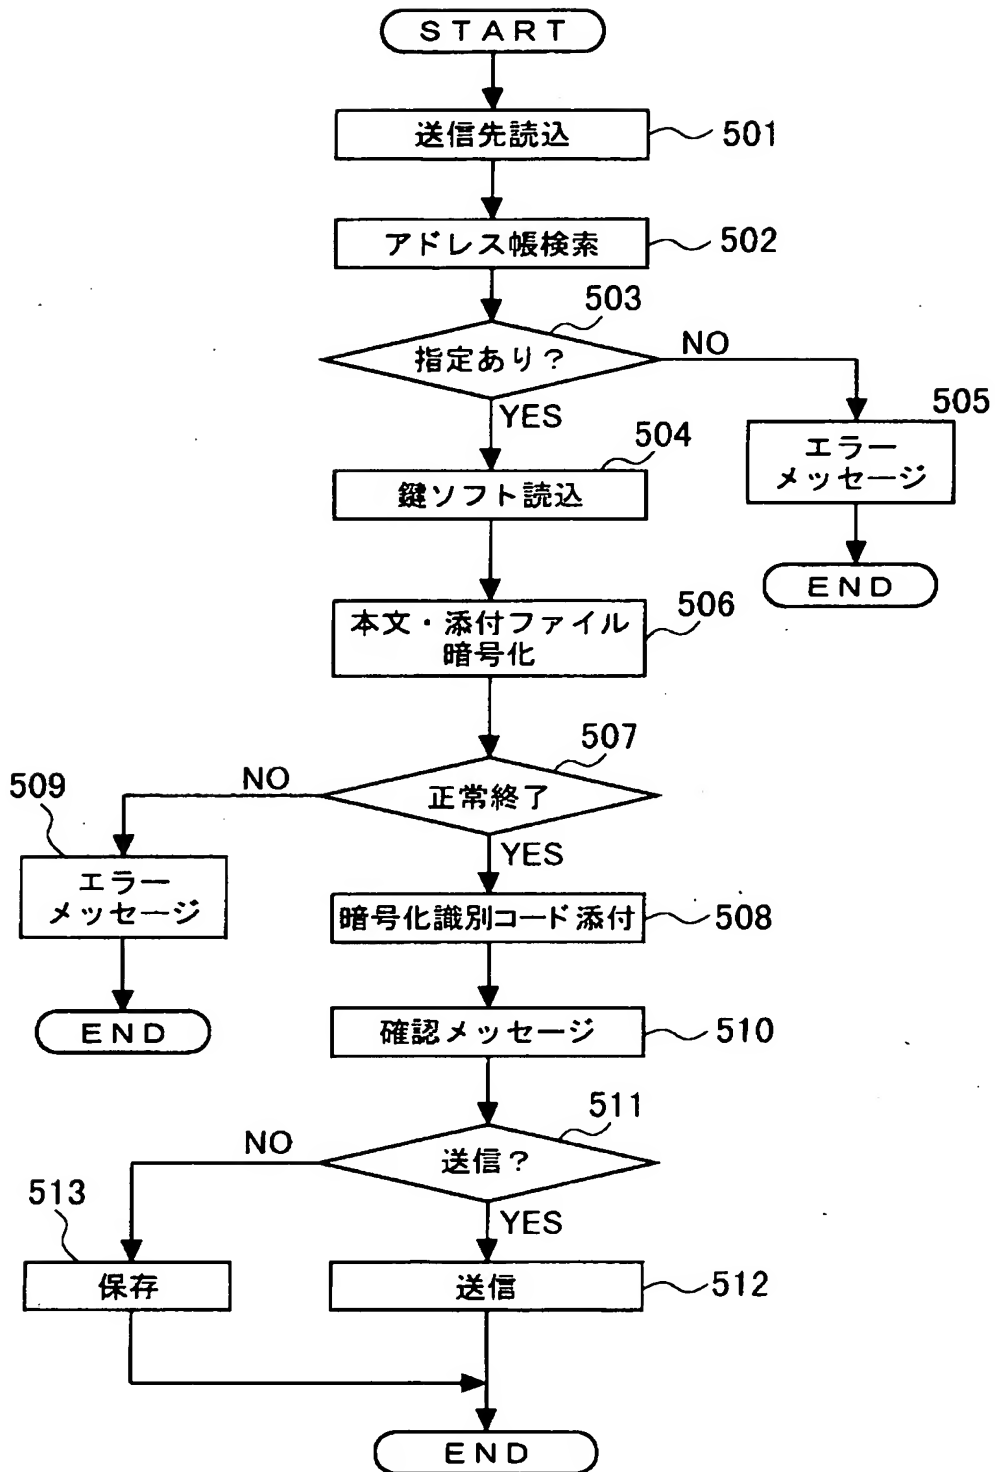 START
送信先読込
501
アドレス帳検索
502
503
指定あり？
NO
YES
505
エラー
メッセージ
END
504
鍵ソフト読込
506
本文・添付ファイル
暗号化
507
正常終了
NO
YES
509
エラー
メッセージ
END
暗号化識別コード添付
508
確認メッセージ
510
511
送信？
NO
YES
513
保存
送信
512
END